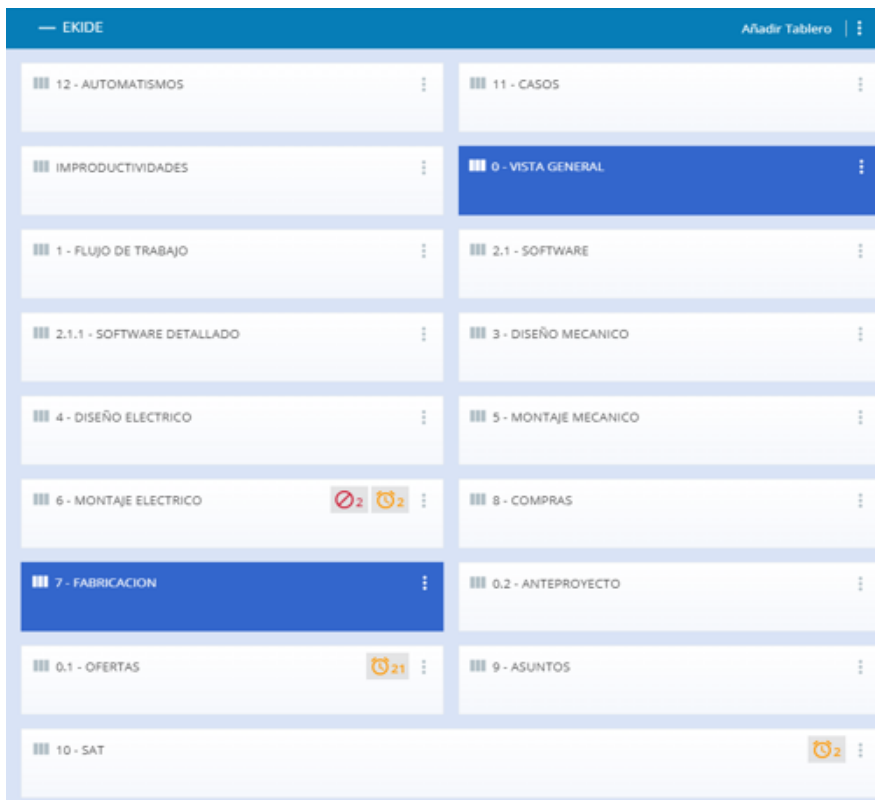 — EKIDE
Añadir Tablero
12 - AUTOMATISMOS
11 - CASOS
IMPRODUCTIVIDADES
0 - VISTA GENERAL
1 - FLUJO DE TRABAJO
2.1 - SOFTWARE
2.1.1 - SOFTWARE DETALLADO
3 - DISEÑO MECANICO
4 - DISEÑO ELECTRICO
5 - MONTAJE MECANICO
6 - MONTAJE ELECTRICO
2
2
8 - COMPRAS
7 - FABRICACION
0.2 - ANTEPROYECTO
0.1 - OFERTAS
21
9 - ASUNTOS
10 - SAT
2